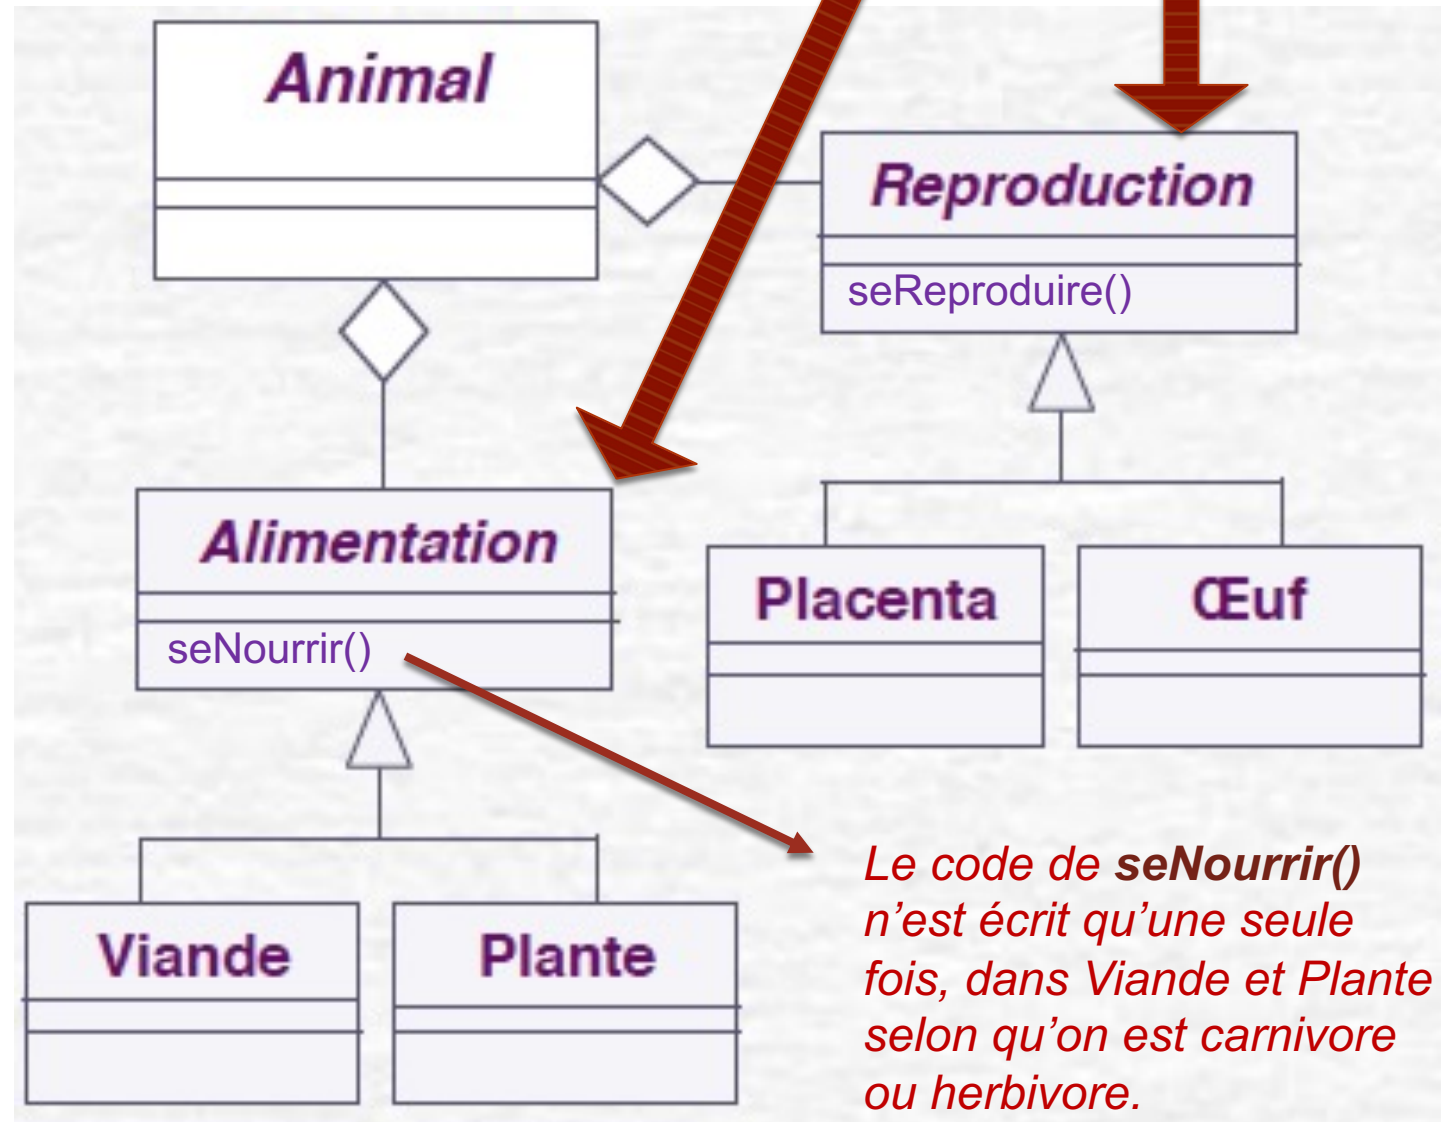 Animal
Reproduction
seReproduire()
Alimentation
seNourrir()
Placenta
Œuf
Viande
Plante
Le code de seNourrir()
n’est écrit qu’une seule
fois, dans Viande et Plante
selon qu’on est carnivore
ou herbivore.